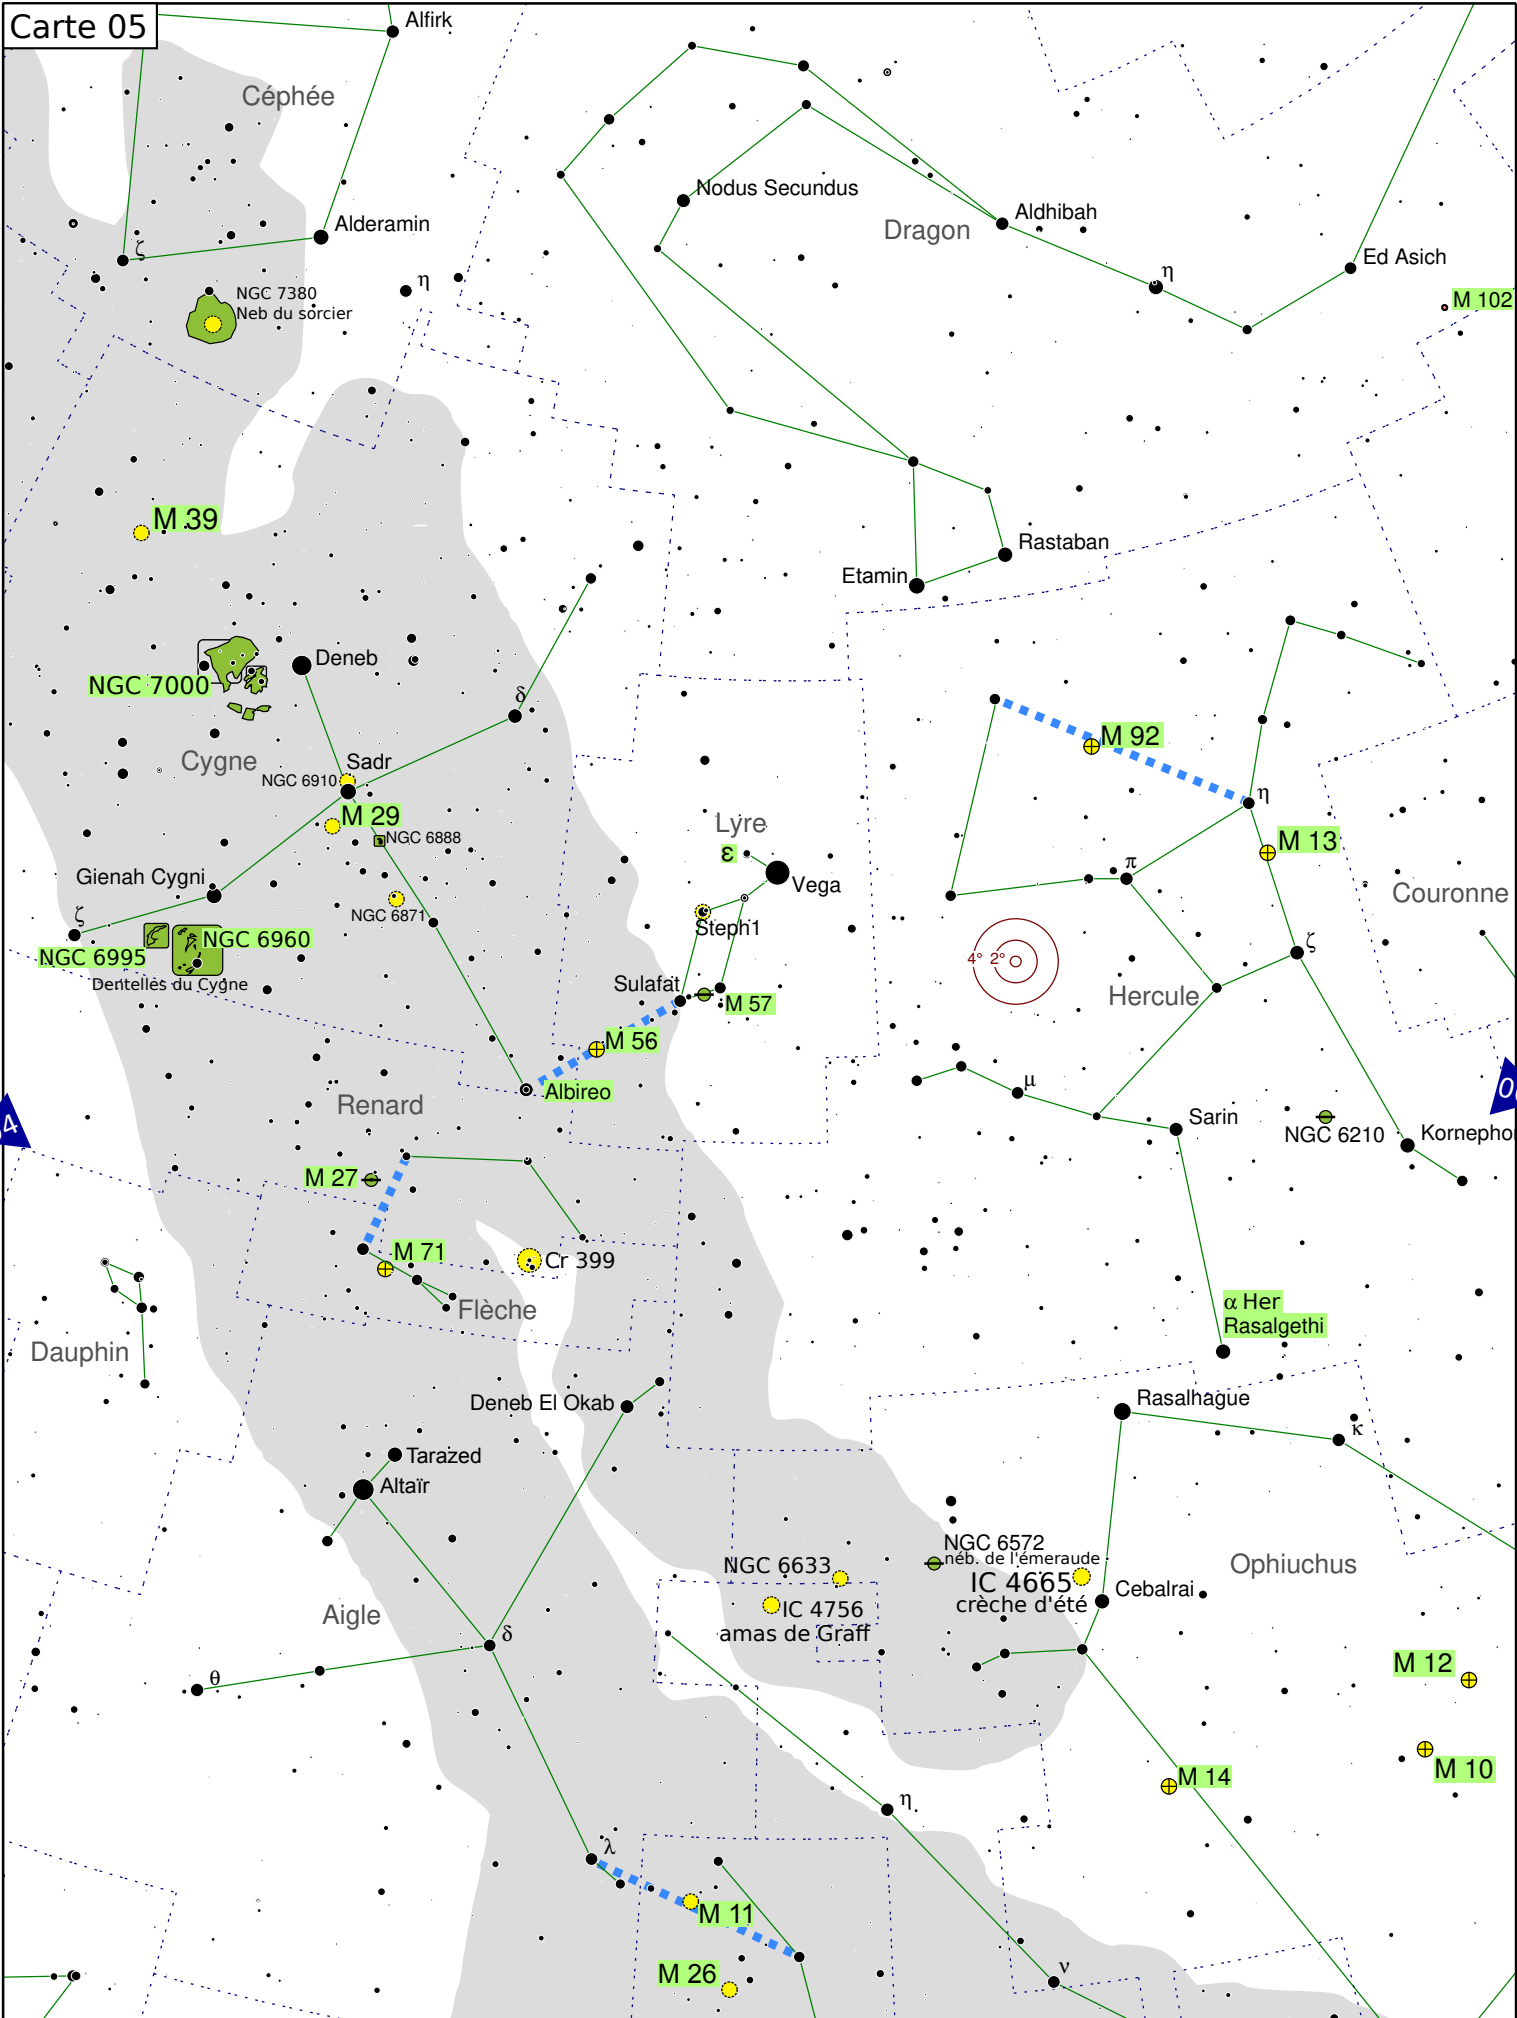 Carte 05
Alfirk
Céphée
Nodus Secundus
Aldhibah
Dragon
Alderamin
ζ
η
η
Ed Asich
NGC 7380
Neb du sorcier
M 102
M 39
Rastaban
Etamin
Deneb
NGC 7000
δ
Cygne
Sadr
NGC 6910
M 92
η
M 29
NGC 6888
Lyre
ε
M 13
π
Vega
Gienah Cygni
NGC 6871
Couronne
ζ
Steph1
NGC 6960
NGC 6995
Dentelles du Cygne
ζ
4° 2°
Sulafat
M 57
Hercule
M 56
Albireo
μ
Renard
Sarin
NGC 6210
Kornepho
4
0
M 27
M 71
Cr 399
Flèche
α Her
Rasalgethi
Dauphin
Deneb El Okab
Rasalhague
κ
Tarazed
Altaïr
NGC 6572
néb. de l'émeraude
NGC 6633
IC 4665
crèche d'été
Cebalrai
Ophiuchus
IC 4756
amas de Graff
Aigle
δ
θ
M 12
M 10
M 14
η
λ
M 11
M 26
ν